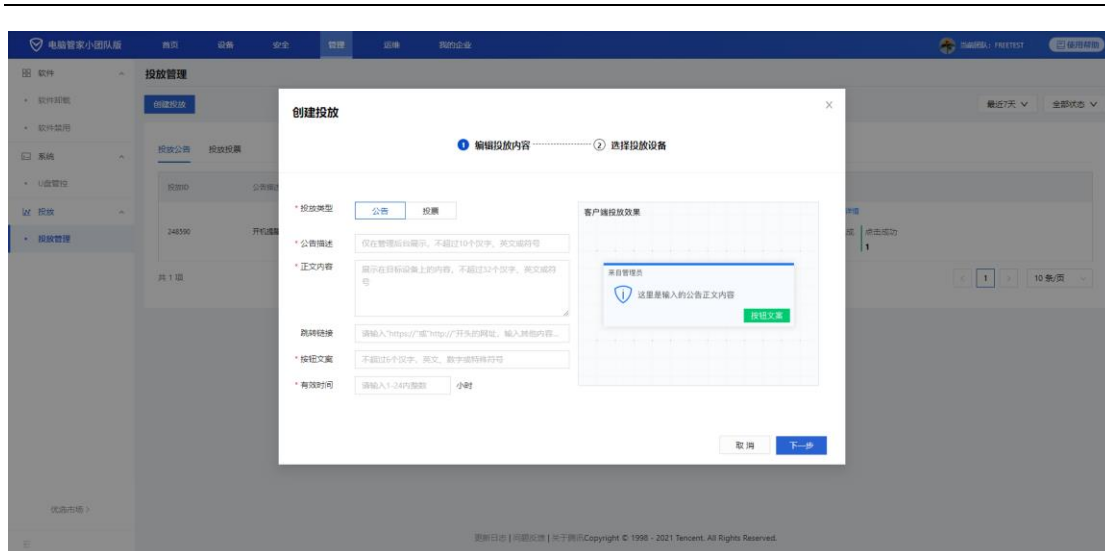 电脑管家小团队版 首页 设备 安全 管理 运维 我的企业 当前团队：FREETEST 使用帮助
软件
软件卸载
软件禁用
系统
U盘管控
投放
投放管理
优选市场 >
投放管理
创建投放 最近7天 全部状态
投放公告 投放投票
投放ID 公告描述
248590 开机提醒 详情
点击成功
1
共 1 项 1 10 条/页
创建投放
1 编辑投放内容 2 选择投放设备
* 投放类型 公告 投票
* 公告描述 仅在管理后台展示，不超过10个汉字、英文或符号
* 正文内容 展示在目标设备上的内容，不超过52个汉字、英文或符号
跳转链接 请输入"https://"或"http://"开头的网址，输入其他内容...
* 按钮文案 不超过6个汉字、英文、数字或特殊符号
* 有效时间 请输入1-24内整数 小时
客户端投放效果
来自管理员
这里是输入的公告正文内容
按钮文案
取 消 下一步
更新日志 | 问题反馈 | 关于腾讯Copyright © 1998 - 2021 Tencent. All Rights Reserved.